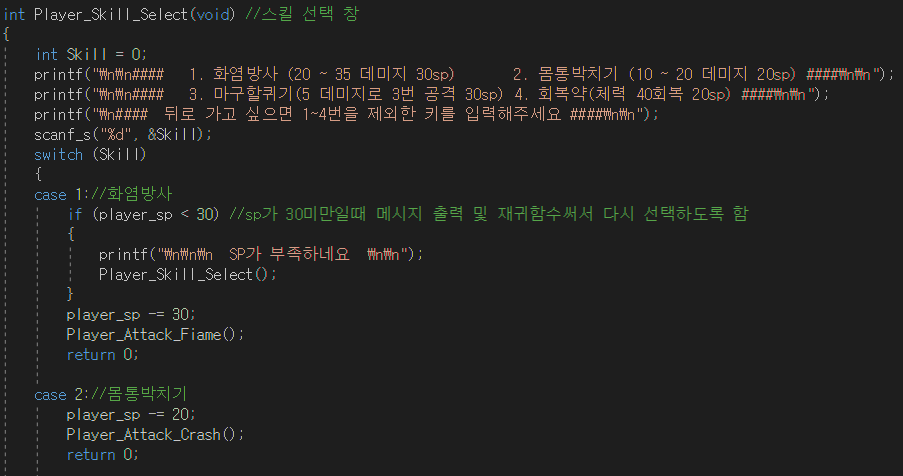 int Player_Skill_Select(void) //스킬 선택 창
{
int Skill = 0;
printf("₩n₩n#### 1. 화염방사 (20 ~ 35 데미지 30sp) 2. 몸통박치기 (10 ~ 20 데미지 20sp) ####₩n₩n");
printf("₩n₩n#### 3. 마구할퀴기(5 데미지로 3번 공격 30sp) 4. 회복약(체력 40회복 20sp) ####₩n₩n");
printf("₩n#### 뒤로 가고 싶으면 1~4번을 제외한 키를 입력해주세요 ####₩n₩n");
scanf_s("%d", &Skill);
switch (Skill)
{
case 1://화염방사
if (player_sp < 30) //sp가 30미만일때 메시지 출력 및 재귀함수써서 다시 선택하도록 함
{
printf("₩n₩n₩n SP가 부족하네요 ₩n₩n");
Player_Skill_Select();
}
player_sp -= 30;
Player_Attack_Fiame();
return 0;
case 2://몸통박치기
player_sp -= 20;
Player_Attack_Crash();
return 0;